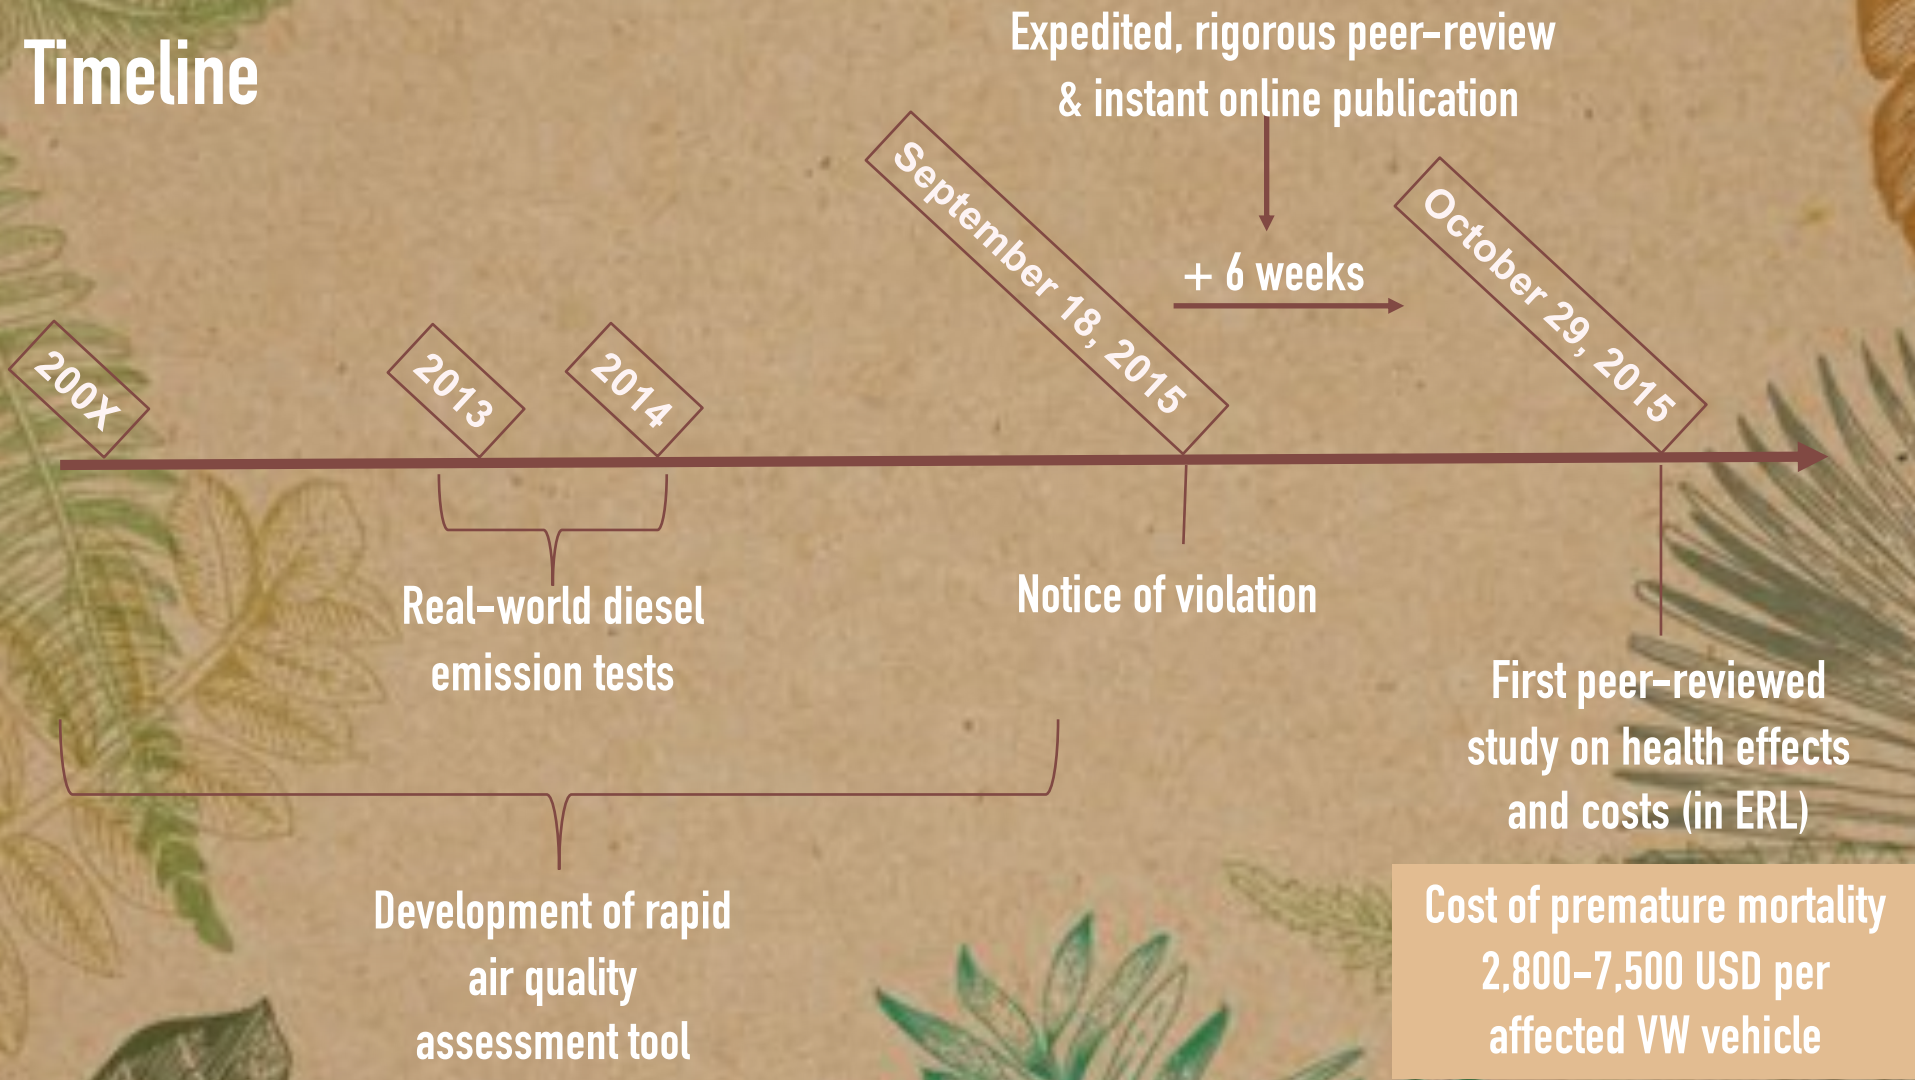 Timeline
Expedited, rigorous peer-review
& instant online publication
September 18, 2015
+ 6 weeks
October 29, 2015
200X
2013
2014
Real-world diesel
emission tests
Notice of violation
First peer-reviewed
study on health effects
and costs (in ERL)
Development of rapid
air quality
assessment tool
Cost of premature mortality
2,800-7,500 USD per
affected VW vehicle